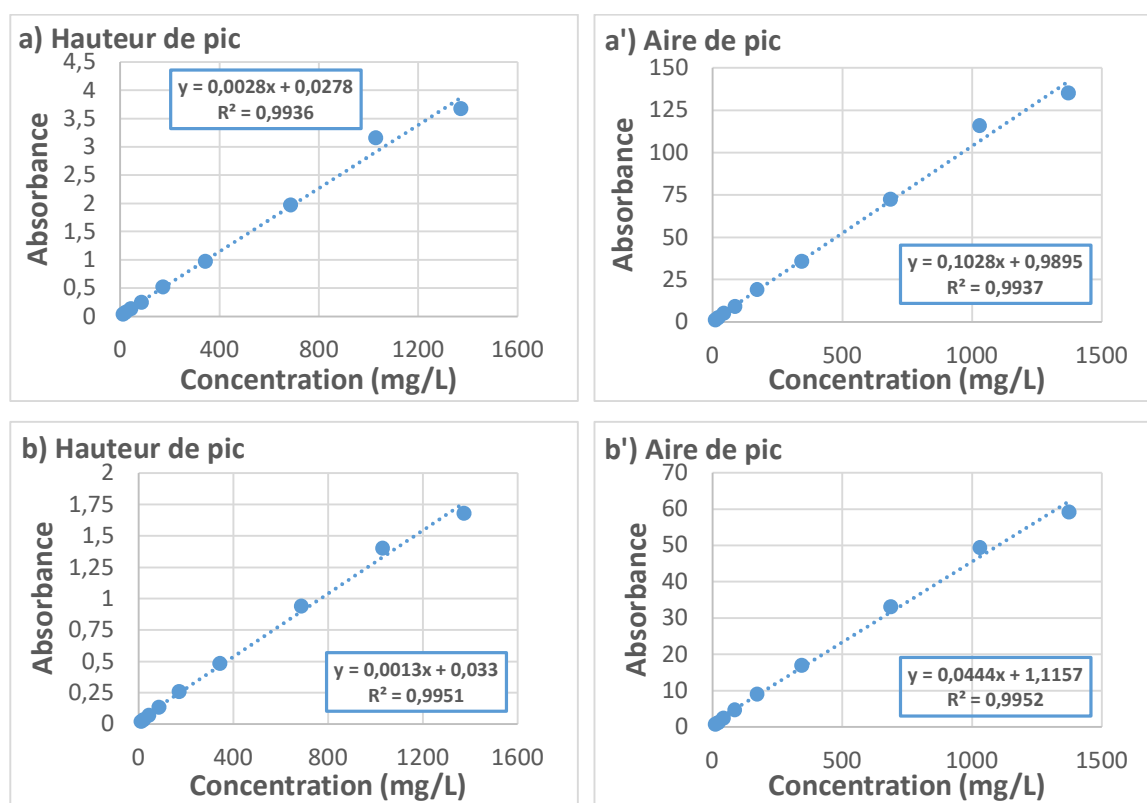 a) Hauteur de pic
4,5
4
3,5
3
2,5
2
1,5
1
0,5
0
Absorbance
y = 0,0028x + 0,0278
R² = 0,9936
0 400 800 1200 1600
Concentration (mg/L)
a') Aire de pic
150
125
100
75
50
25
0
Absorbance
y = 0,1028x + 0,9895
R² = 0,9937
0 500 1000 1500
Concentration (mg/L)
b) Hauteur de pic
2
1,75
1,5
1,25
1
0,75
0,5
0,25
0
Absorbance
y = 0,0013x + 0,033
R² = 0,9951
0 400 800 1200 1600
Concentration (mg/L)
b') Aire de pic
70
60
50
40
30
20
10
0
Absorbance
y = 0,0444x + 1,1157
R² = 0,9952
0 500 1000 1500
Concentration (mg/L)